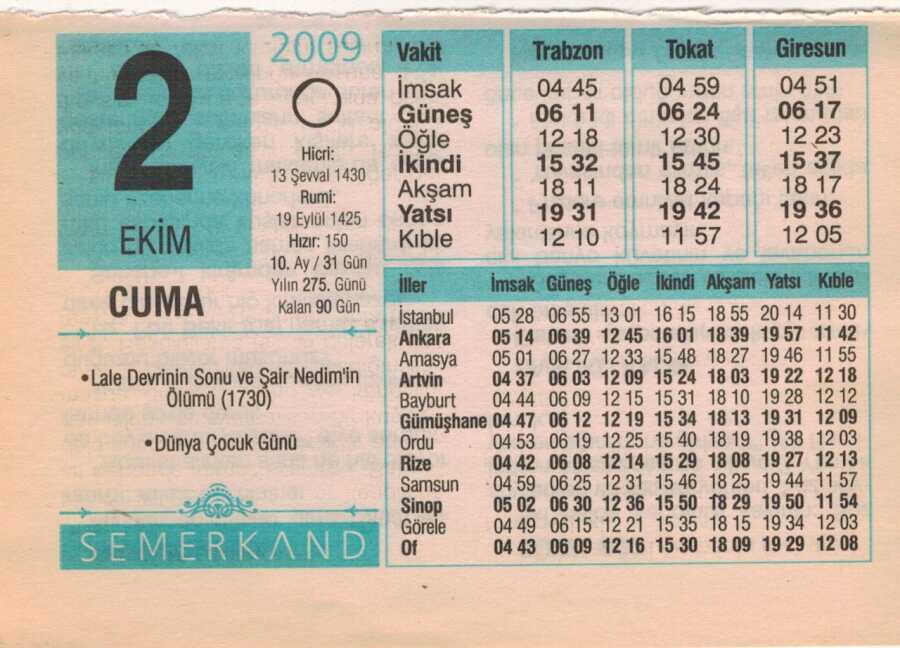 2
EKİM
CUMA
2009
Hicri:
13 Şevval 1430
Rumi:
19 Eylül 1425
Hızır: 150
10. Ay / 31 Gün
Yılın 275. Günü
Kalan 90 Gün
•Lale Devrinin Sonu ve Şair Nedim'in
Ölümü (1730)
•Dünya Çocuk Günü
SEMERKAND
Vakit Trabzon Tokat Giresun
İmsak 04 45 04 59 04 51
Güneş 06 11 06 24 06 17
Öğle 12 18 12 30 12 23
İkindi 15 32 15 45 15 37
Akşam 18 11 18 24 18 17
Yatsı 19 31 19 42 19 36
Kıble 12 10 11 57 12 05
İller İmsak Güneş Öğle İkindi Akşam Yatsı Kıble
İstanbul 05 28 06 55 13 01 16 15 18 55 20 14 11 30
Ankara 05 14 06 39 12 45 16 01 18 39 19 57 11 42
Amasya 05 01 06 27 12 33 15 48 18 27 19 46 11 55
Artvin 04 37 06 03 12 09 15 24 18 03 19 22 12 18
Bayburt 04 44 06 09 12 15 15 31 18 10 19 28 12 12
Gümüşhane 04 47 06 12 12 19 15 34 18 13 19 31 12 09
Ordu 04 53 06 19 12 25 15 40 18 19 19 38 12 03
Rize 04 42 06 08 12 14 15 29 18 08 19 27 12 13
Samsun 04 59 06 25 12 31 15 46 18 25 19 44 11 57
Sinop 05 02 06 30 12 36 15 50 18 29 19 50 11 54
Görele 04 49 06 15 12 21 15 35 18 15 19 34 12 03
Of 04 43 06 09 12 16 15 30 18 09 19 29 12 08